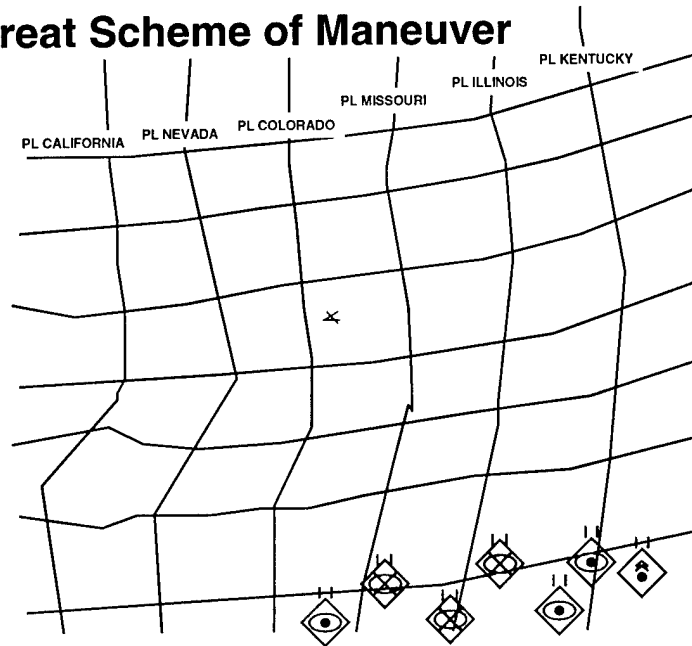 reat Scheme of Maneuver
PL KENTUCKY
PL ILLINOIS
PL MISSOURI
PL COLORADO
PL NEVADA
PL CALIFORNIA